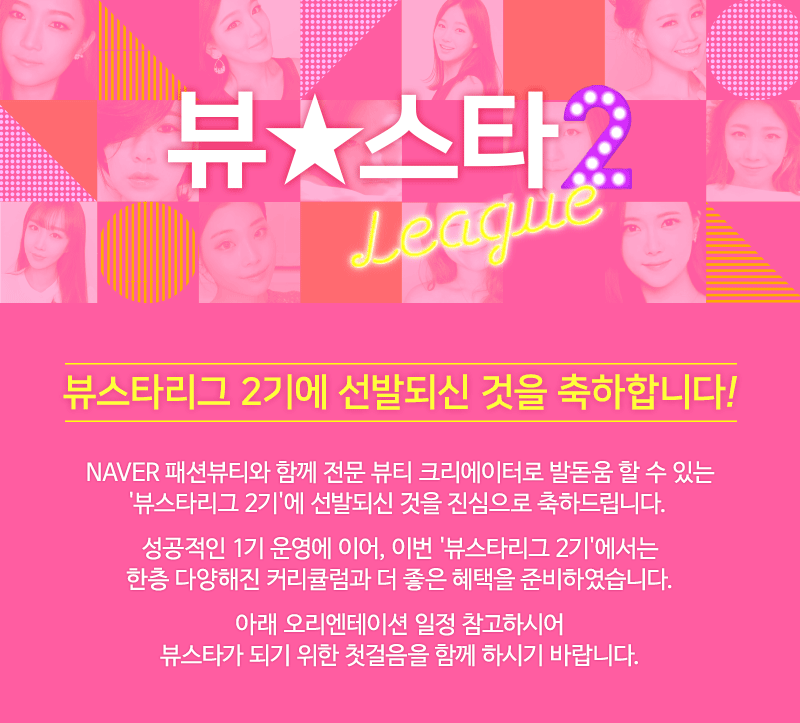 뷰★스타2
League
뷰스타리그 2기에 선발되신 것을 축하합니다!
NAVER 패션뷰티와 함께 전문 뷰티 크리에이터로 발돋움 할 수 있는
'뷰스타리그 2기'에 선발되신 것을 진심으로 축하드립니다.
성공적인 1기 운영에 이어, 이번 '뷰스타리그 2기'에서는
한층 다양해진 커리큘럼과 더 좋은 혜택을 준비하였습니다.
아래 오리엔테이션 일정 참고하시어
뷰스타가 되기 위한 첫걸음을 함께 하시기 바랍니다.